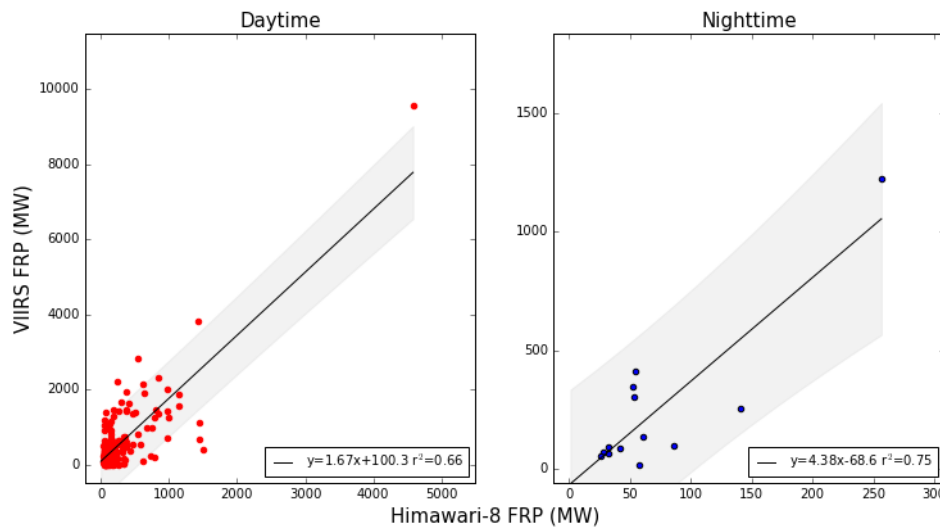 Daytime
Nighttime
VIIRS FRP (MW)
10000
8000
6000
4000
2000
0
0 1000 2000 3000 4000 5000
y=1.67x+100.3 r²=0.66
1500
1000
500
0
0 50 100 150 200 250 300
y=4.38x-68.6 r²=0.75
Himawari-8 FRP (MW)